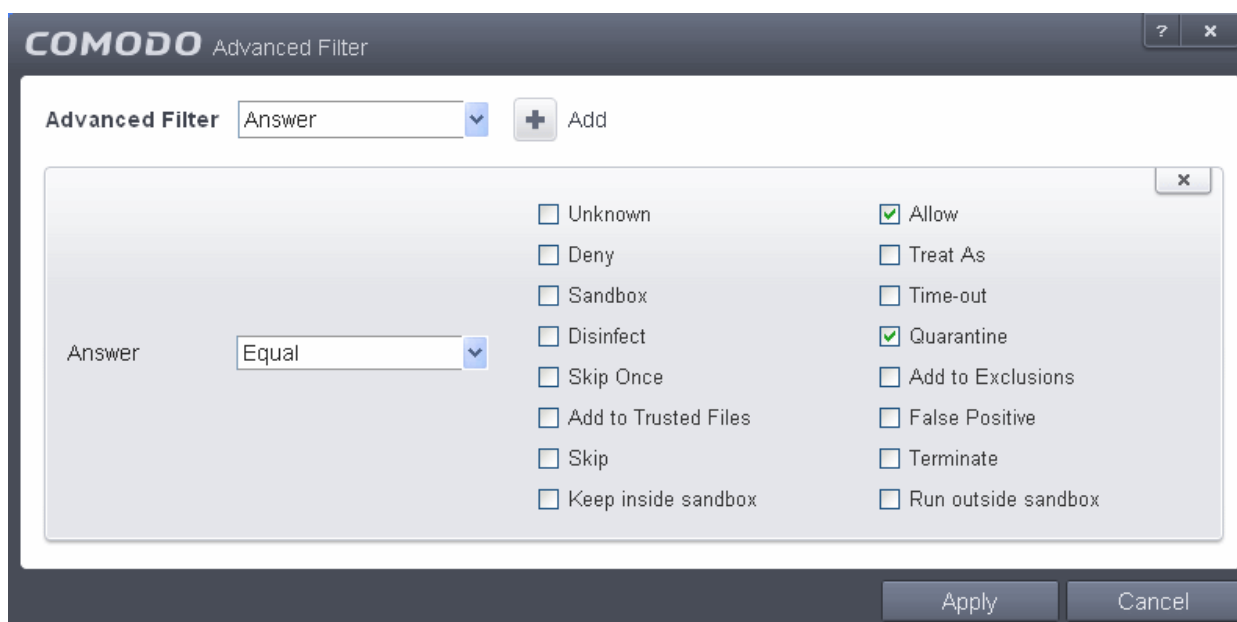 COMODO Advanced Filter ? x
Advanced Filter Answer + Add
x
Unknown Allow
Deny Treat As
Sandbox Time-out
Answer Equal
Disinfect Quarantine
Skip Once Add to Exclusions
Add to Trusted Files False Positive
Skip Terminate
Keep inside sandbox Run outside sandbox
Apply Cancel